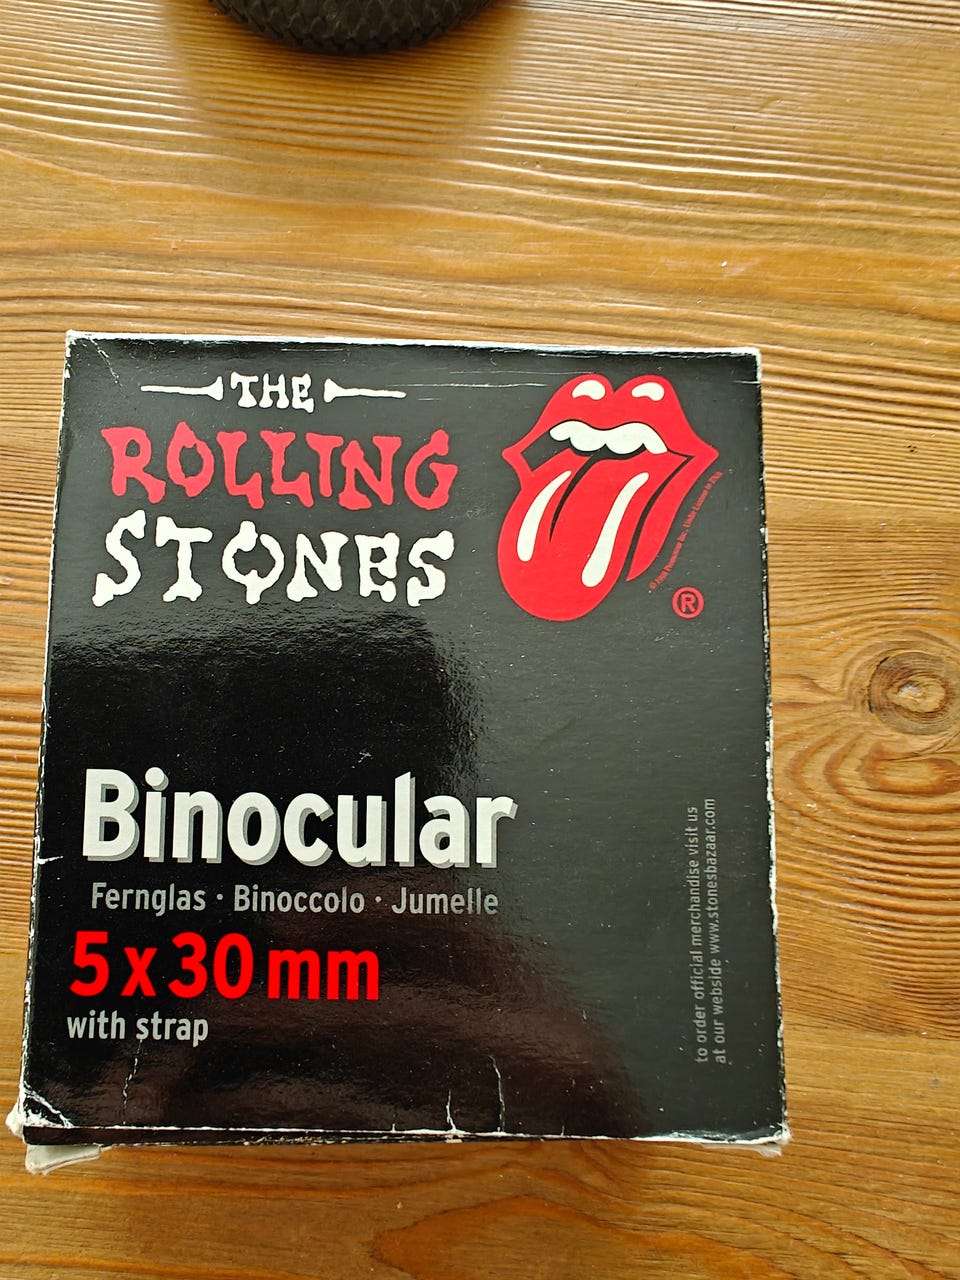 THE
ROLLING
STONES
®
Binocular
Fernglas · Binoccolo · Jumelle
5 x 30 mm
with strap
to order official merchandise visit us
at our webside www.stonesbazaar.com